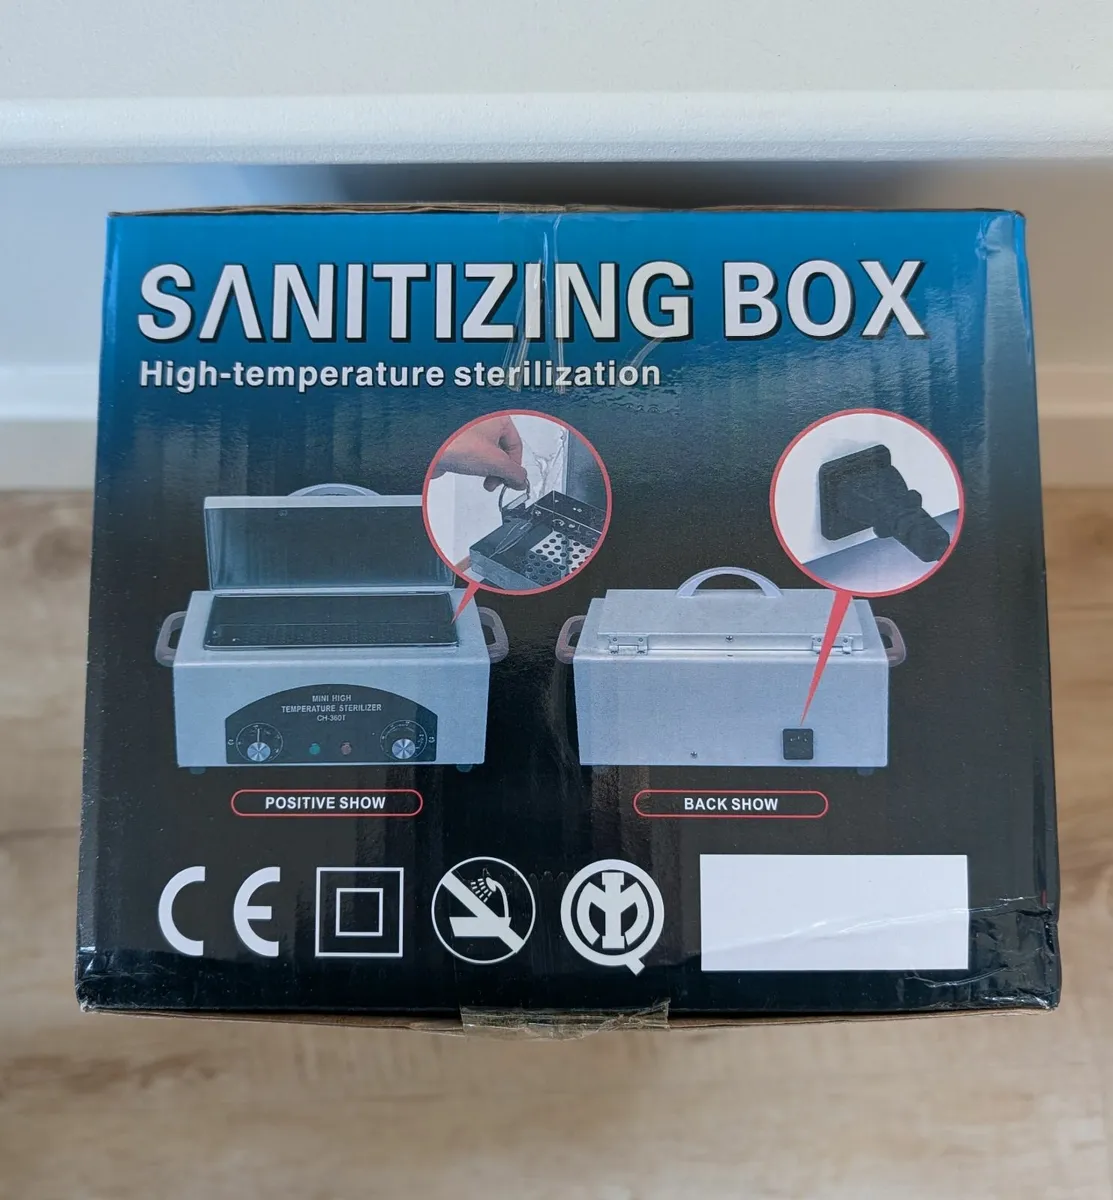 SANITIZING BOX
High-temperature sterilization
MINI HIGH
TEMPERATURE STERILIZER
CH-360T
POSITIVE SHOW
BACK SHOW
CE